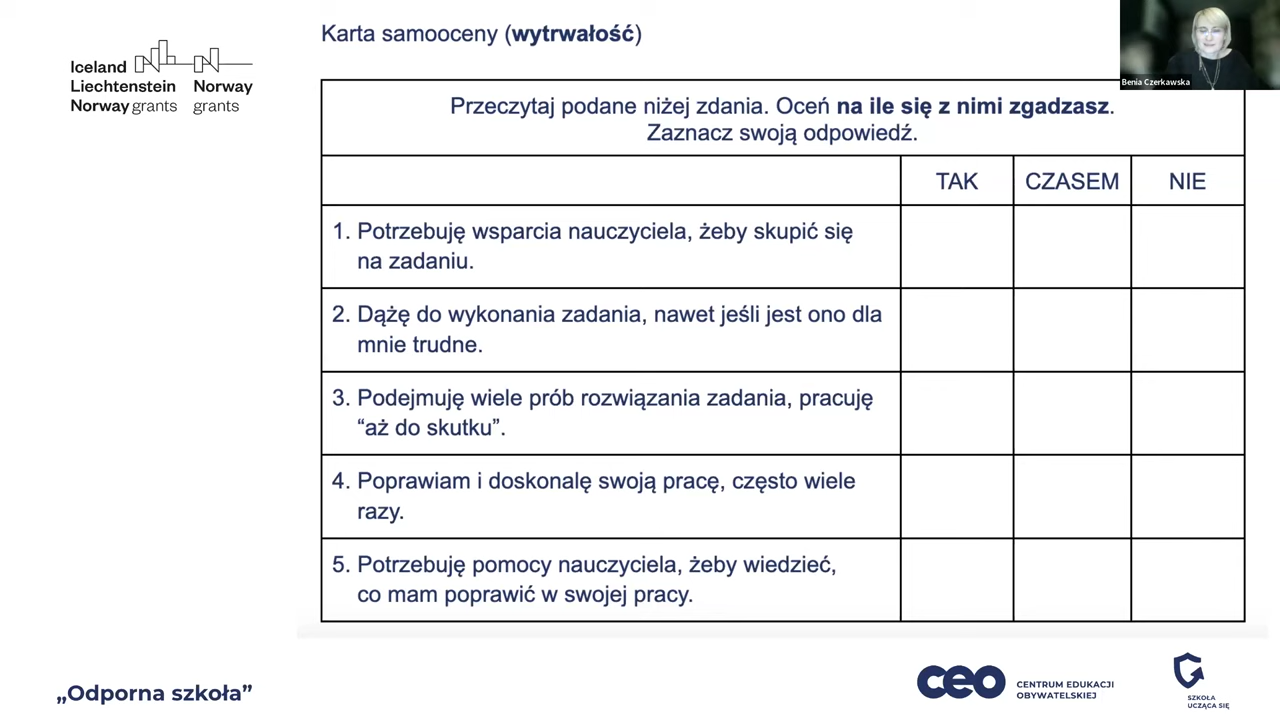 Karta samooceny (wytrwałość)
Iceland
Liechtenstein Norway
Norway grants grants
Benia Czerkawska
Przeczytaj podane niżej zdania. Oceń na ile się z nimi zgadzasz.
Zaznacz swoją odpowiedź.
TAK CZASEM NIE
1. Potrzebuję wsparcia nauczyciela, żeby skupić się
na zadaniu.
2. Dążę do wykonania zadania, nawet jeśli jest ono dla
mnie trudne.
3. Podejmuję wiele prób rozwiązania zadania, pracuję
“aż do skutku”.
4. Poprawiam i doskonalę swoją pracę, często wiele
razy.
5. Potrzebuję pomocy nauczyciela, żeby wiedzieć,
co mam poprawić w swojej pracy.
„Odporna szkoła”
ceo CENTRUM EDUKACJI
OBYWATELSKIEJ
SZKOŁA
UCZĄCA SIĘ